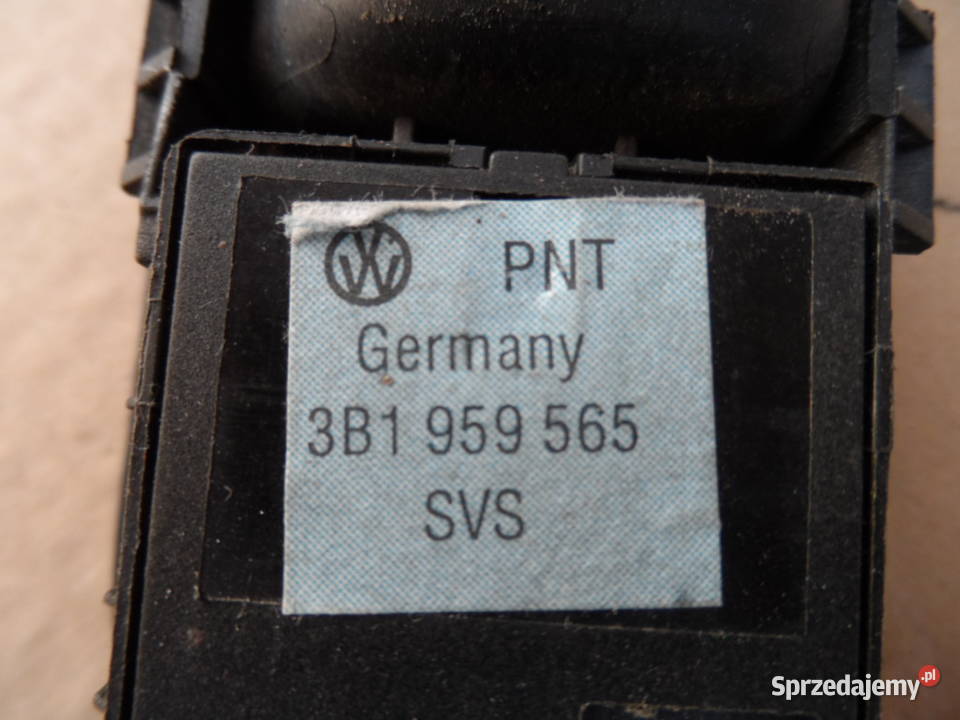 PNT
Germany
3B1 959 565
SVS
Sprzedajemy.pl